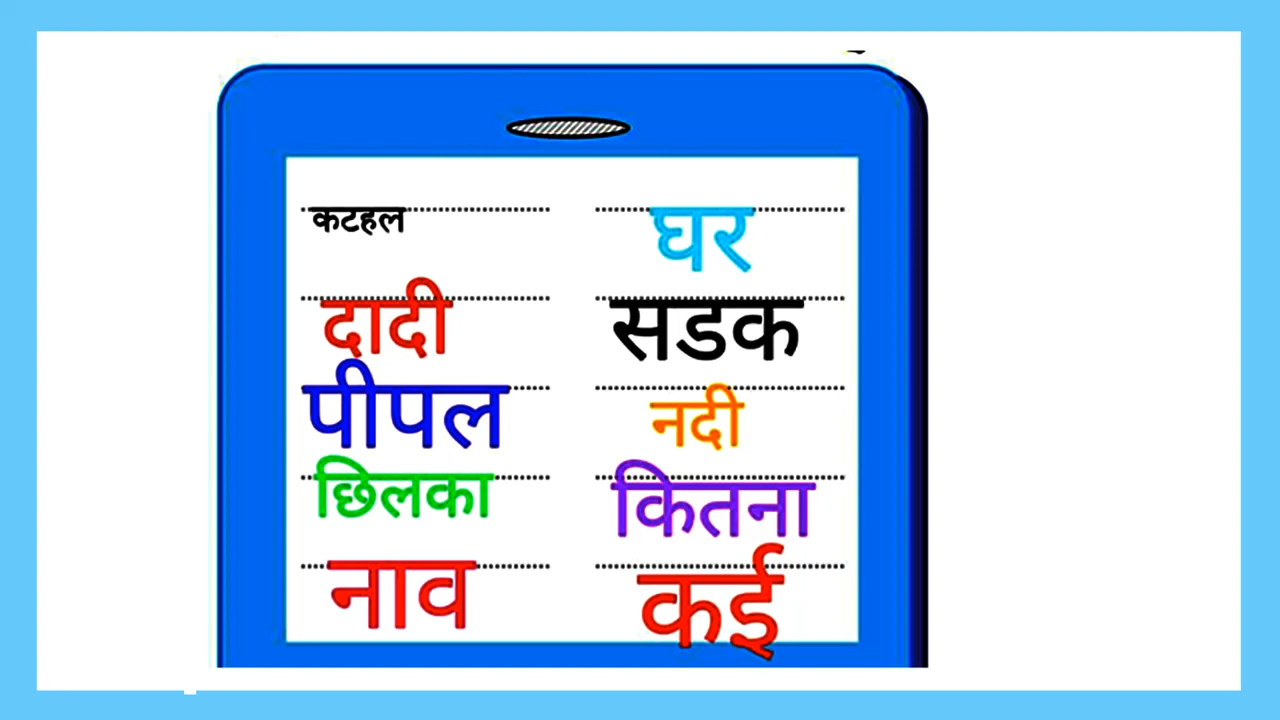 कटहल घर
दादी सडक
पीपल नदी
छिलका कितना
नाव कई